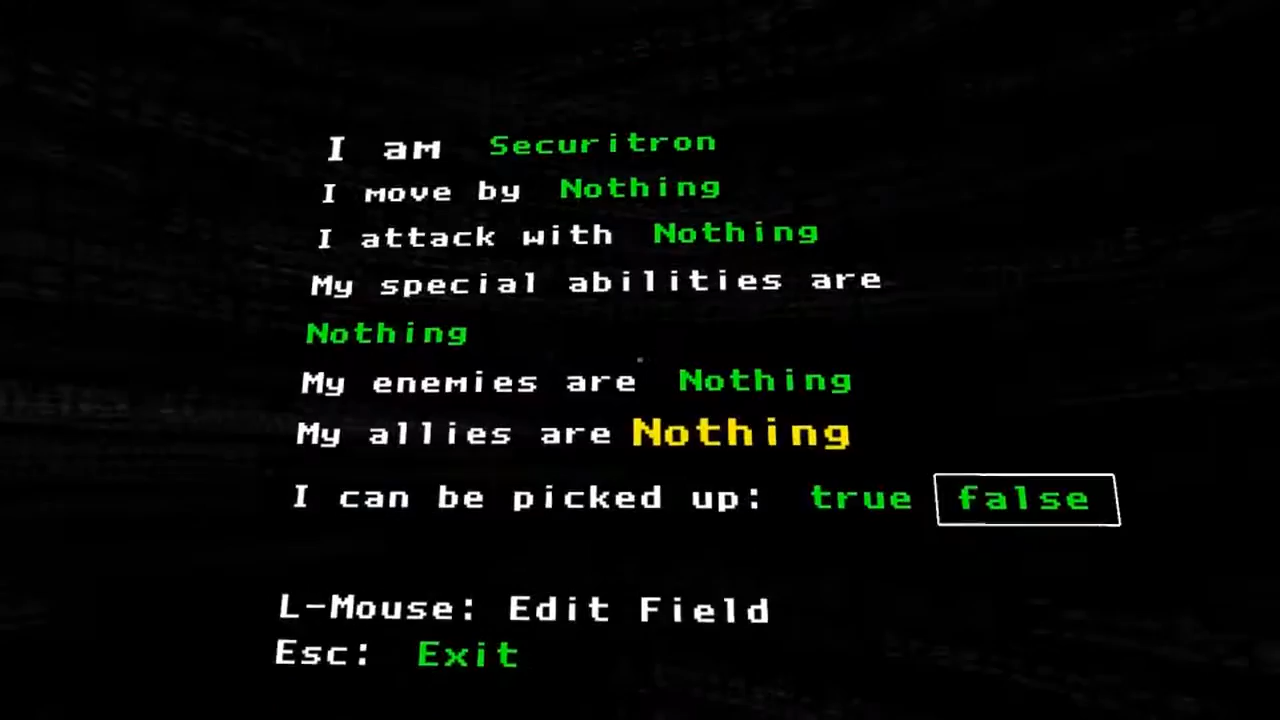 I am Securitron
I move by Nothing
I attack with Nothing
My special abilities are
Nothing
My enemies are Nothing
My allies are Nothing
I can be picked up: true false
L-Mouse: Edit Field
Esc: Exit